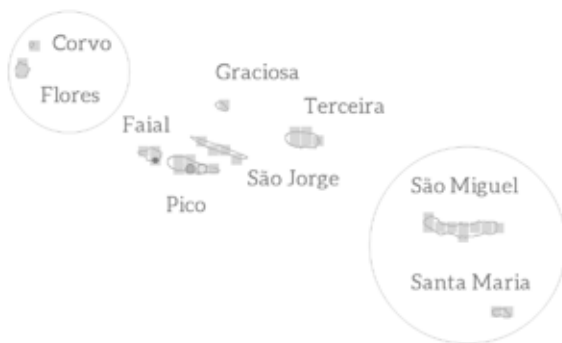 Corvo
Flores
Graciosa
Terceira
Faial
São Jorge
Pico
São Miguel
Santa Maria